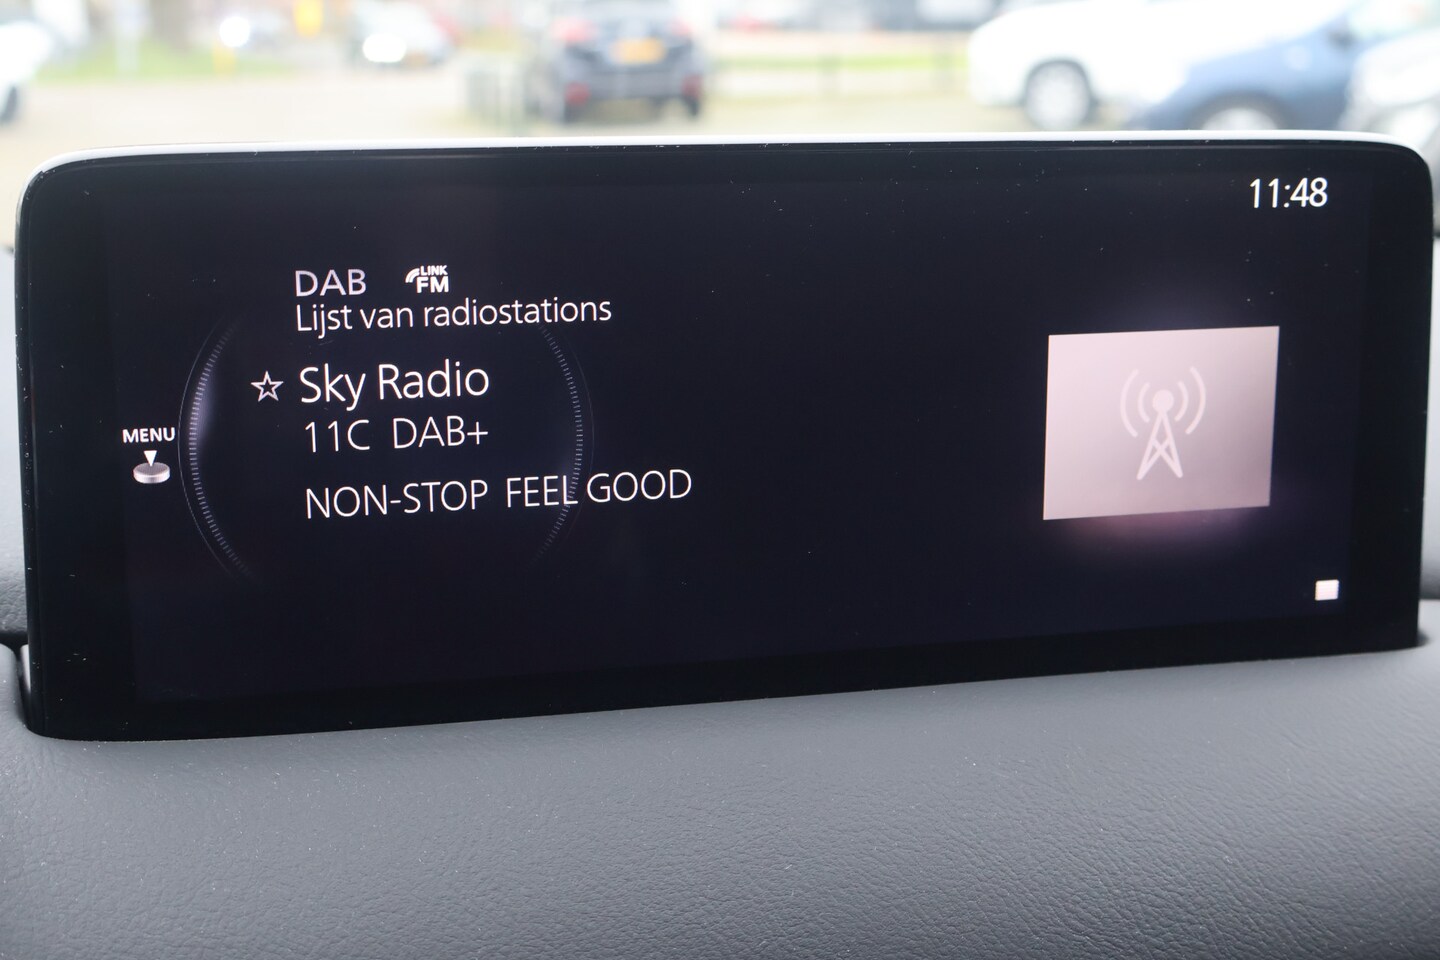 11:48
DAB LINK FM
Lijst van radiostations
Sky Radio
11C DAB+
MENU
NON-STOP FEEL GOOD